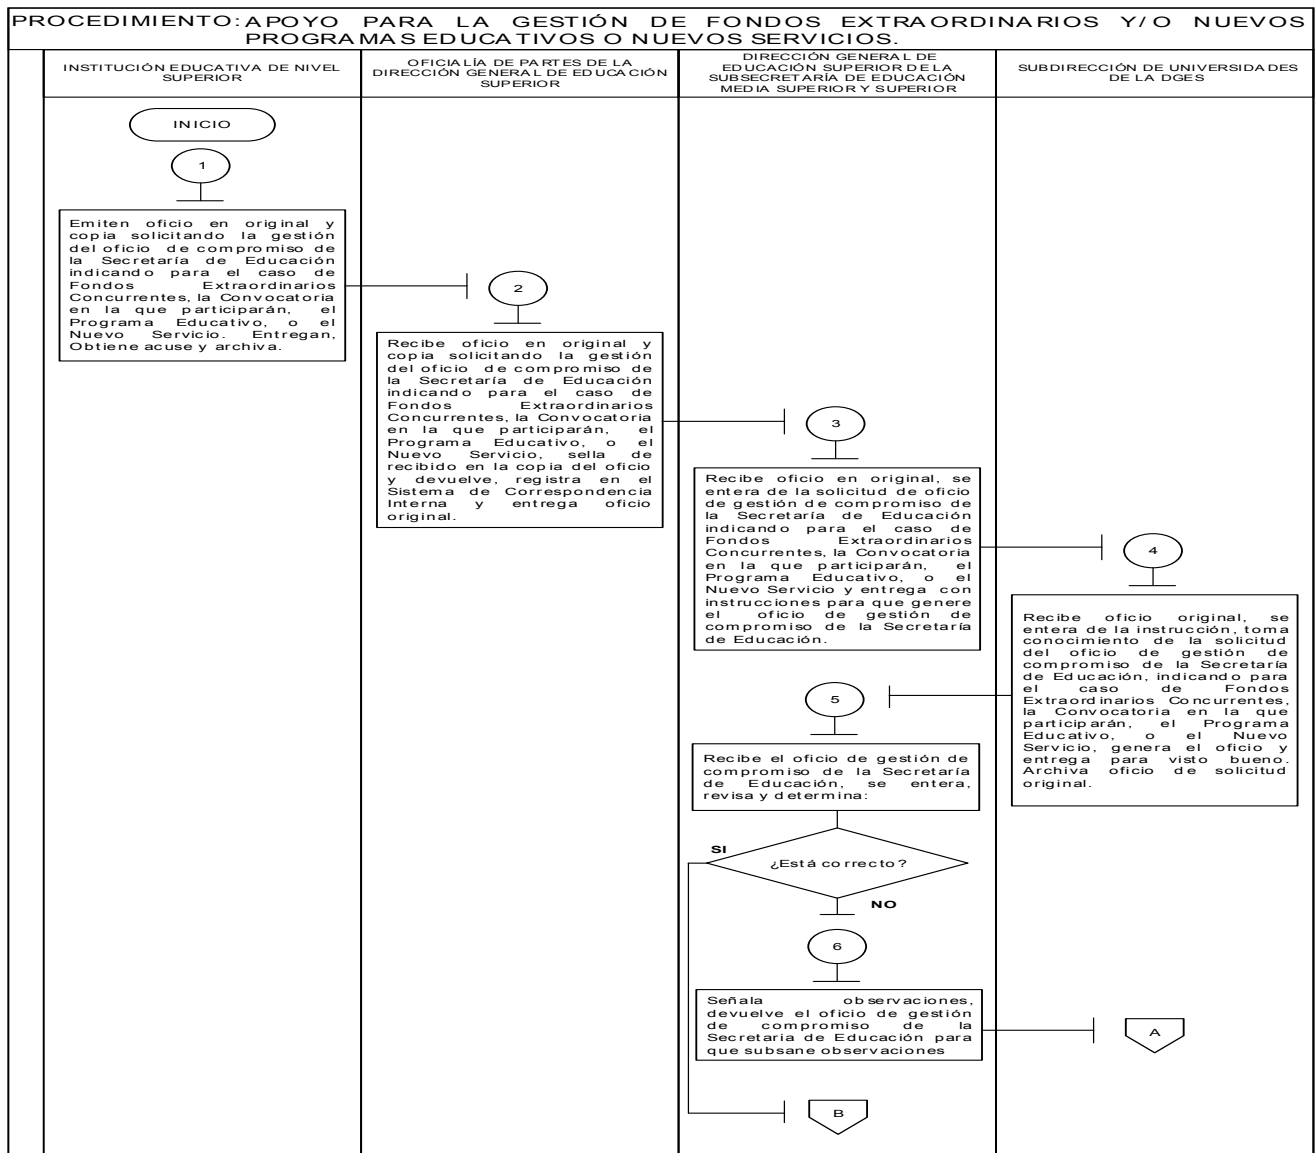 PROCEDIMIENTO: APOYO PARA LA GESTIÓN DE FONDOS EXTRAORDINARIOS Y/O NUEVOS
PROGRAMAS EDUCATIVOS O NUEVOS SERVICIOS.
INSTITUCIÓN EDUCATIVA DE NIVEL
SUPERIOR
OFICIALÍA DE PARTES DE LA
DIRECCIÓN GENERAL DE EDUCACIÓN
SUPERIOR
DIRECCIÓN GENERAL DE
EDUCACIÓN SUPERIOR DE LA
SUBSECRETARÍA DE EDUCACIÓN
MEDIA SUPERIOR Y SUPERIOR
SUBDIRECCIÓN DE UNIVERSIDADES
DE LA DGES
INICIO
1
Emiten oficio en original y
copia solicitando la gestión
del oficio de compromiso de
la Secretaría de Educación
indicando para el caso de
Fondos Extraordinarios
Concurrentes, la Convocatoria
en la que participarán, el
Programa Educativo, o el
Nuevo Servicio. Entregan,
Obtiene acuse y archiva.
2
Recibe oficio en original y
copia solicitando la gestión
del oficio de compromiso de
la Secretaría de Educación
indicando para el caso de
Fondos Extraordinarios
Concurrentes, la Convocatoria
en la que participarán, el
Programa Educativo, o el
Nuevo Servicio, sella de
recibido en la copia del oficio
y devuelve, registra en el
Sistema de Correspondencia
Interna y entrega oficio
original.
3
Recibe oficio en original, se
entera de la solicitud de oficio
de gestión de compromiso de
la Secretaría de Educación
indicando para el caso de
Fondos Extraordinarios
Concurrentes, la Convocatoria
en la que participarán, el
Programa Educativo, o el
Nuevo Servicio y entrega con
instrucciones para que genere
el oficio de gestión de
compromiso de la Secretaría
de Educación.
4
Recibe oficio original, se
entera de la instrucción, toma
conocimiento de la solicitud
del oficio de gestión de
compromiso de la Secretaría
de Educación, indicando para
el caso de Fondos
Extraordinarios Concurrentes,
la Convocatoria en la que
participarán, el Programa
Educativo, o el Nuevo
Servicio, genera el oficio y
entrega para visto bueno.
Archiva oficio de solicitud
original.
5
Recibe el oficio de gestión de
compromiso de la Secretaría
de Educación, se entera,
revisa y determina:
SI
¿Está correcto?
NO
6
Señala observaciones,
devuelve el oficio de gestión
de compromiso de la
Secretaria de Educación para
que subsane observaciones
A
B